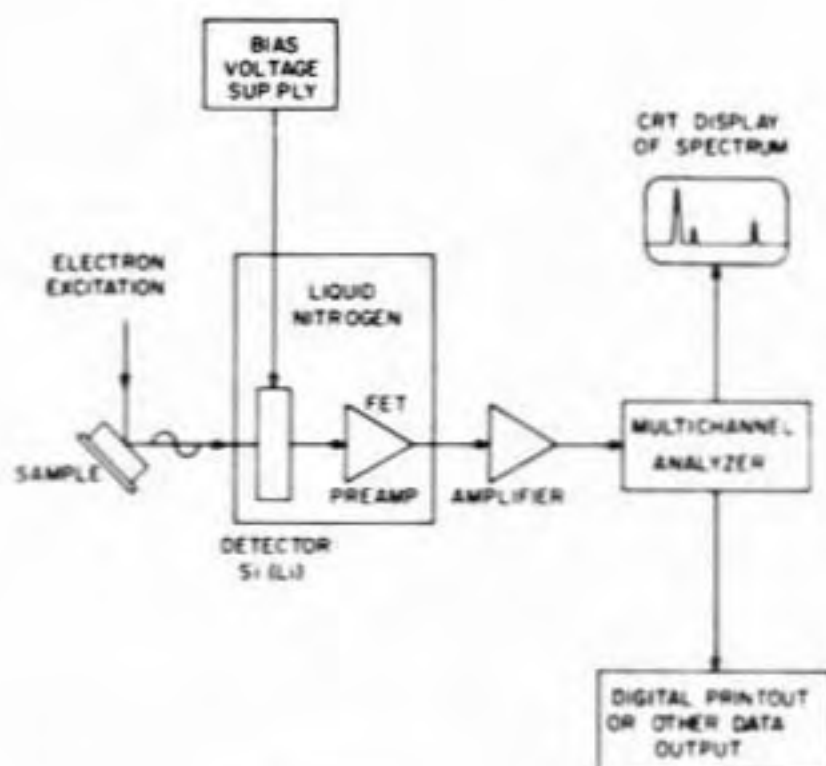 BIAS
VOLTAGE
SUPPLY
CRT DISPLAY
OF SPECTRUM
ELECTRON
EXCITATION
LIQUID
NITROGEN
FET
SAMPLE
PREAMP
AMPLIFIER
MULTICHANNEL
ANALYZER
DETECTOR
Si (Li)
DIGITAL PRINTOUT
OR OTHER DATA
OUTPUT